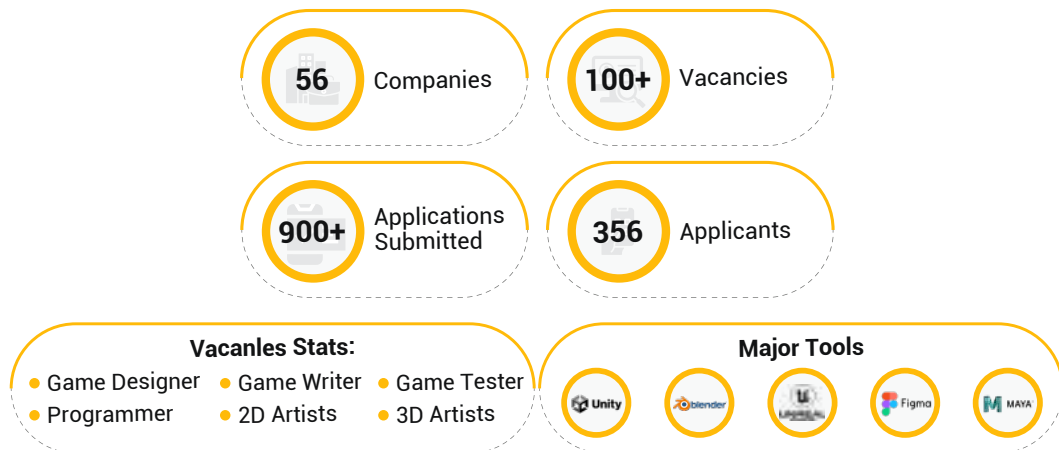 56 Companies
100+ Vacancies
900+ Applications
Submitted
356 Applicants
Vacanles Stats:
Game Designer
Game Writer
Game Tester
Programmer
2D Artists
3D Artists
Major Tools
Unity
blender
UNREAL
Figma
MAYA